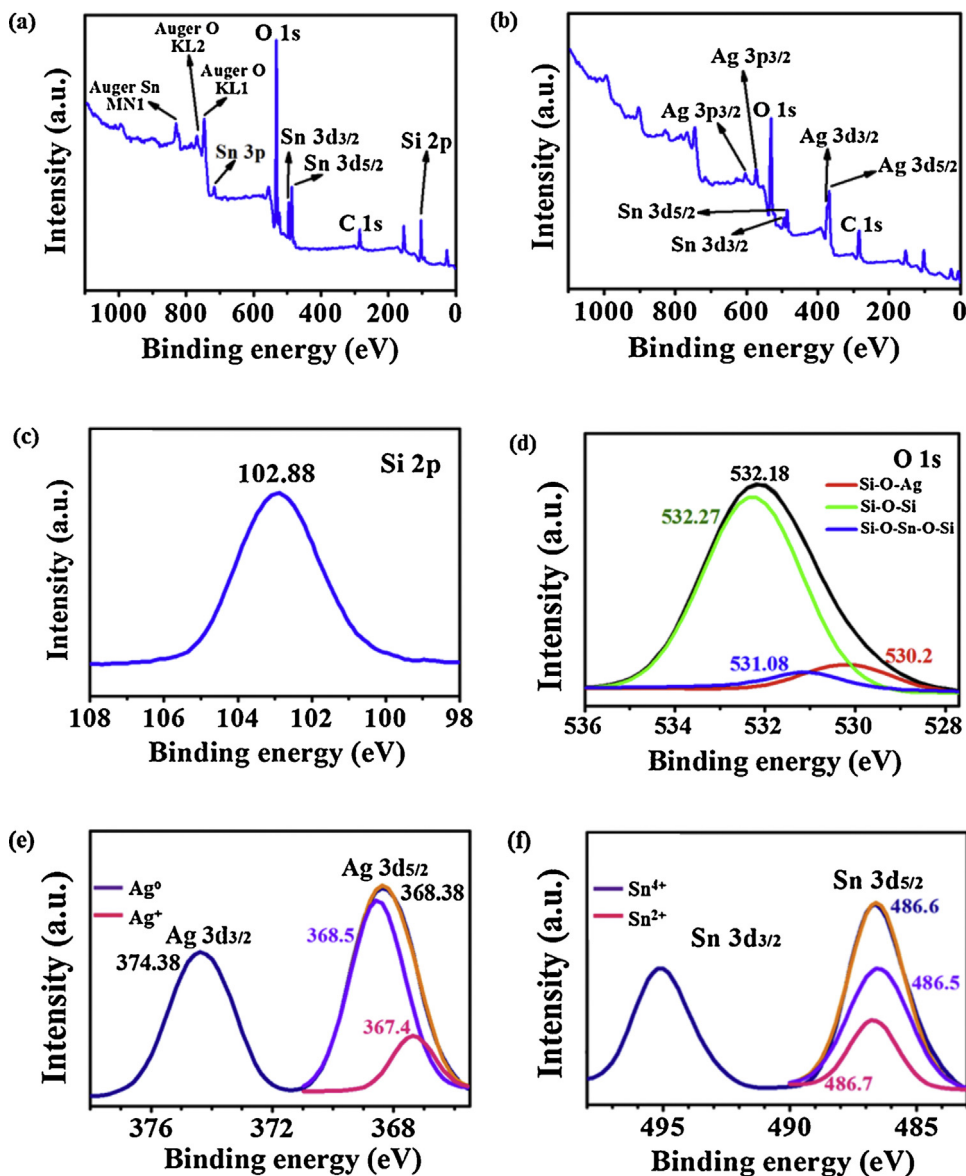 (a)
Auger O
KL2
O 1s
Auger O
KL1
Auger Sn
MN1
Sn 3d3/2
Sn 3d5/2
Si 2p
Sn 3p
C 1s
Intensity (a.u.)
1000 800 600 400 200 0
Binding energy (eV)
(b)
Ag 3p3/2
Ag 3p3/2
O 1s
Ag 3d3/2
Ag 3d5/2
Sn 3d5/2
Sn 3d3/2
C 1s
Intensity (a.u.)
1000 800 600 400 200 0
Binding energy (eV)
(c)
Si 2p
102.88
Intensity (a.u.)
108 106 104 102 100 98
Binding energy (eV)
(d)
O 1s
532.18
Si-O-Ag
Si-O-Si
Si-O-Sn-O-Si
532.27
531.08
530.2
Intensity (a.u.)
536 534 532 530 528
Binding energy (eV)
(e)
Ag⁰
Ag⁺
Ag 3d5/2
368.38
Ag 3d3/2
374.38
368.5
367.4
Intensity (a.u.)
376 372 368
Binding energy (eV)
(f)
Sn⁴⁺
Sn²⁺
Sn 3d5/2
486.6
Sn 3d3/2
486.5
486.7
Intensity (a.u.)
495 490 485
Binding energy (eV)